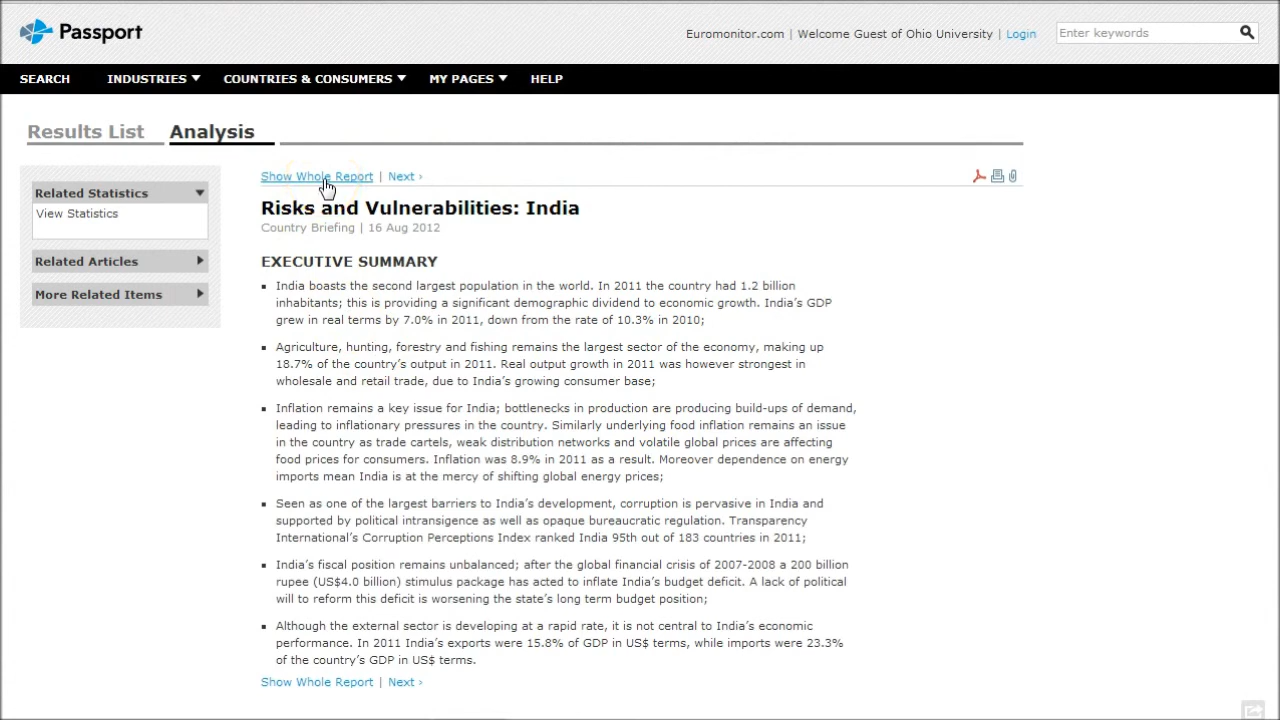 Passport
Euromonitor.com | Welcome Guest of Ohio University | Login
Enter keywords
SEARCH INDUSTRIES COUNTRIES & CONSUMERS MY PAGES HELP
Results List Analysis
Related Statistics
View Statistics
Related Articles
More Related Items
Show Whole Report | Next ›
Risks and Vulnerabilities: India
Country Briefing | 16 Aug 2012
EXECUTIVE SUMMARY
▪ India boasts the second largest population in the world. In 2011 the country had 1.2 billion
inhabitants; this is providing a significant demographic dividend to economic growth. India's GDP
grew in real terms by 7.0% in 2011, down from the rate of 10.3% in 2010;
▪ Agriculture, hunting, forestry and fishing remains the largest sector of the economy, making up
18.7% of the country's output in 2011. Real output growth in 2011 was however strongest in
wholesale and retail trade, due to India's growing consumer base;
▪ Inflation remains a key issue for India; bottlenecks in production are producing build-ups of demand,
leading to inflationary pressures in the country. Similarly underlying food inflation remains an issue
in the country as trade cartels, weak distribution networks and volatile global prices are affecting
food prices for consumers. Inflation was 8.9% in 2011 as a result. Moreover dependence on energy
imports mean India is at the mercy of shifting global energy prices;
▪ Seen as one of the largest barriers to India's development, corruption is pervasive in India and
supported by political intransigence as well as opaque bureaucratic regulation. Transparency
International's Corruption Perceptions Index ranked India 95th out of 183 countries in 2011;
▪ India's fiscal position remains unbalanced; after the global financial crisis of 2007-2008 a 200 billion
rupee (US$4.0 billion) stimulus package has acted to inflate India's budget deficit. A lack of political
will to reform this deficit is worsening the state's long term budget position;
▪ Although the external sector is developing at a rapid rate, it is not central to India's economic
performance. In 2011 India's exports were 15.8% of GDP in US$ terms, while imports were 23.3%
of the country's GDP in US$ terms.
Show Whole Report | Next ›